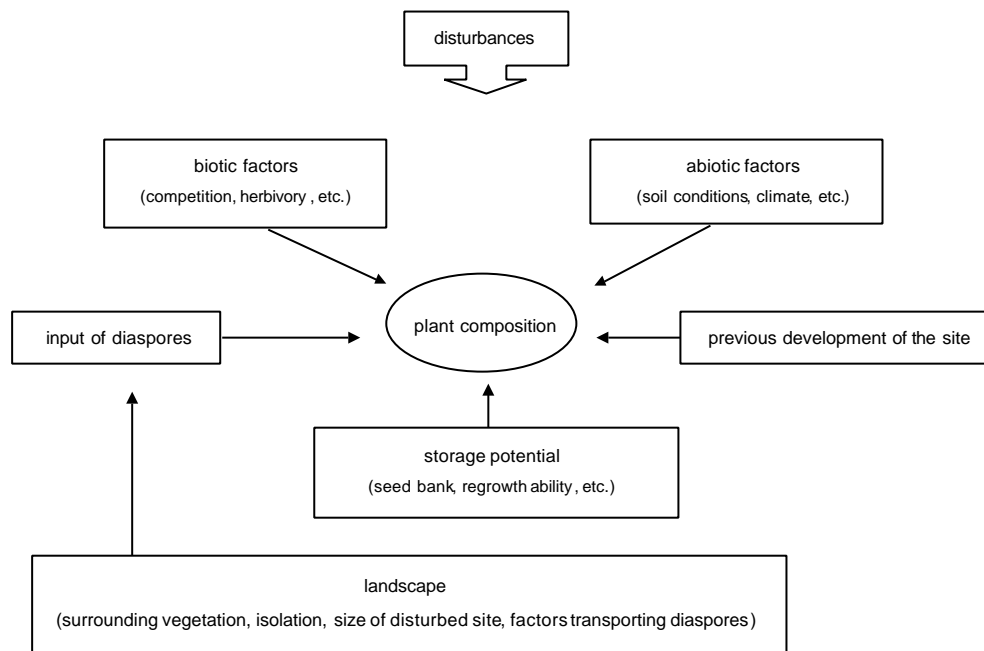 disturbances
biotic factors
(competition, herbivory, etc.)
abiotic factors
(soil conditions, climate, etc.)
plant composition
input of diaspores
previous development of the site
storage potential
(seed bank, regrowth ability, etc.)
landscape
(surrounding vegetation, isolation, size of disturbed site, factors transporting diaspores)